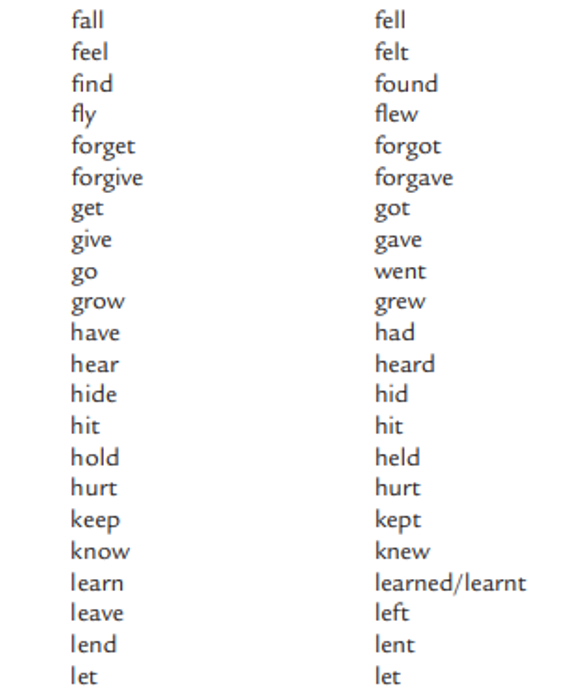 fall fell
feel felt
find found
fly flew
forget forgot
forgive forgave
get got
give gave
go went
grow grew
have had
hear heard
hide hid
hit hit
hold held
hurt hurt
keep kept
know knew
learn learned/learnt
leave left
lend lent
let let